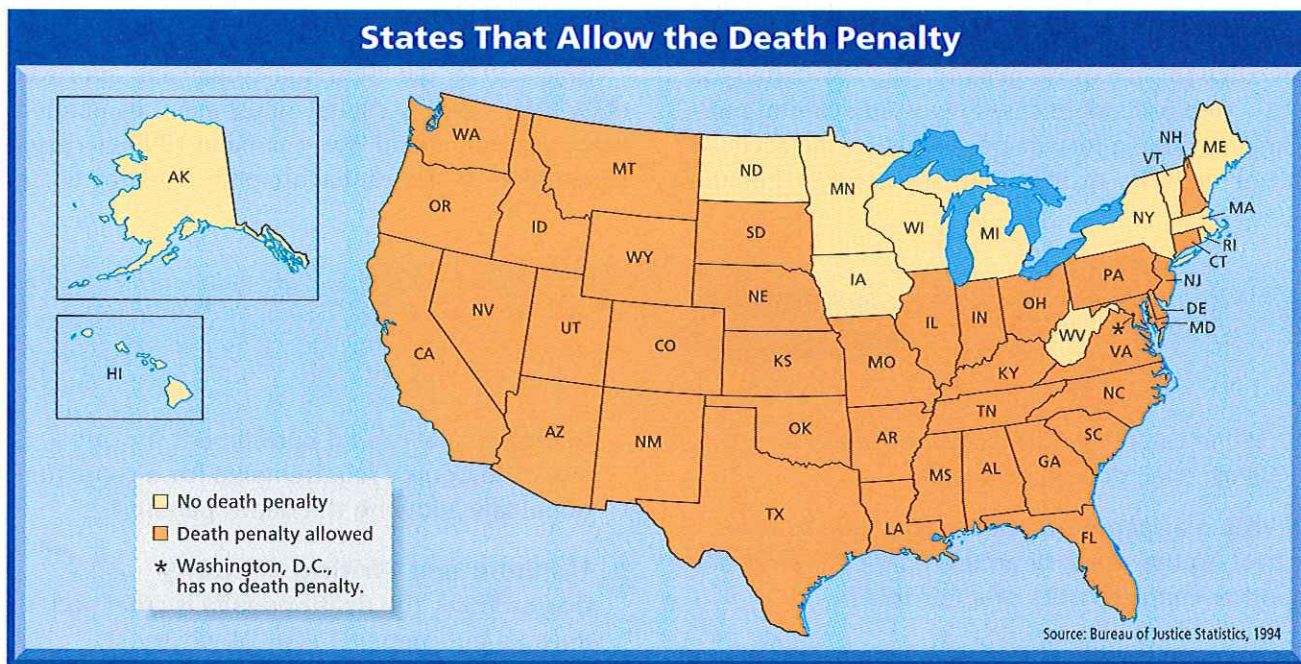 States That Allow the Death Penalty
AK
HI
WA
OR
CA
ID
NV
MT
WY
UT
AZ
CO
NM
ND
SD
NE
KS
OK
TX
MN
IA
MO
AR
LA
WI
IL
MI
IN
OH
KY
TN
MS
AL
GA
FL
SC
NC
VA
*
WV
PA
NY
VT
NH
ME
MA
RI
CT
NJ
DE
MD
No death penalty
Death penalty allowed
* Washington, D.C.,
has no death penalty.
Source: Bureau of Justice Statistics, 1994